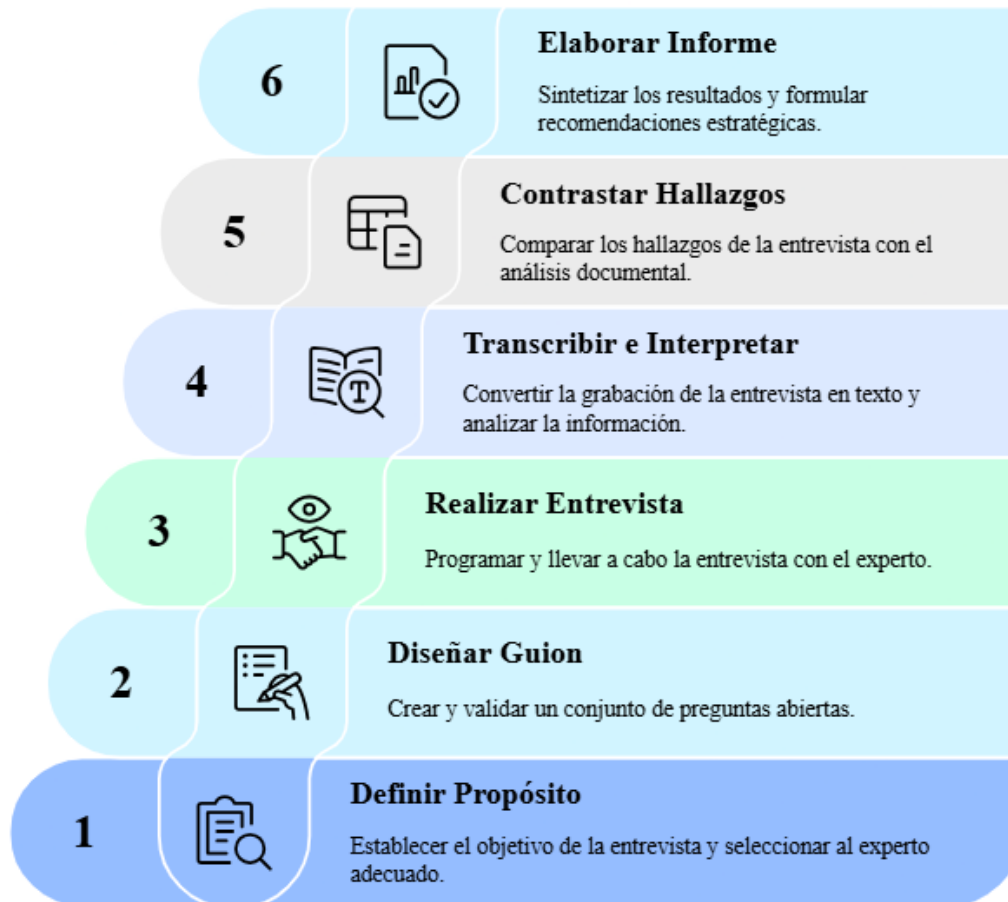 6
Elaborar Informe
Sintetizar los resultados y formular
recomendaciones estratégicas.
5
Contrastar Hallazgos
Comparar los hallazgos de la entrevista con el
análisis documental.
4
Transcribir e Interpretar
Convertir la grabación de la entrevista en texto y
analizar la información.
T
3
Realizar Entrevista
Programar y llevar a cabo la entrevista con el experto.
2
Diseñar Guion
Crear y validar un conjunto de preguntas abiertas.
1
Definir Propósito
Establecer el objetivo de la entrevista y seleccionar al experto
adecuado.